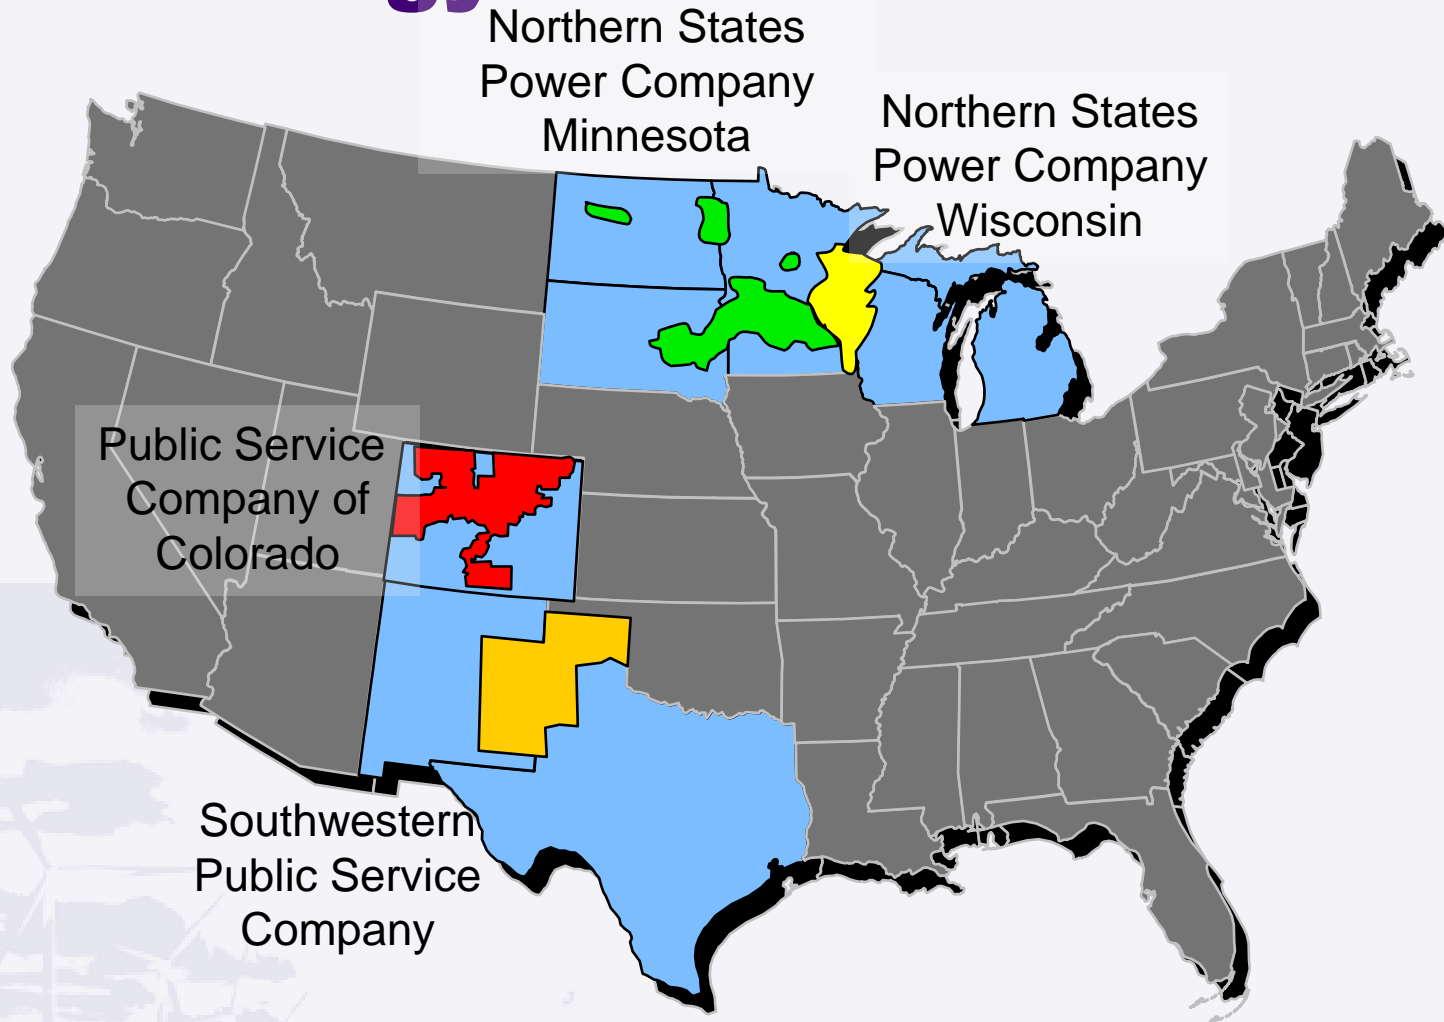 Northern States
Power Company
Minnesota
Northern States
Power Company
Wisconsin
Public Service
Company of
Colorado
Southwestern
Public Service
Company